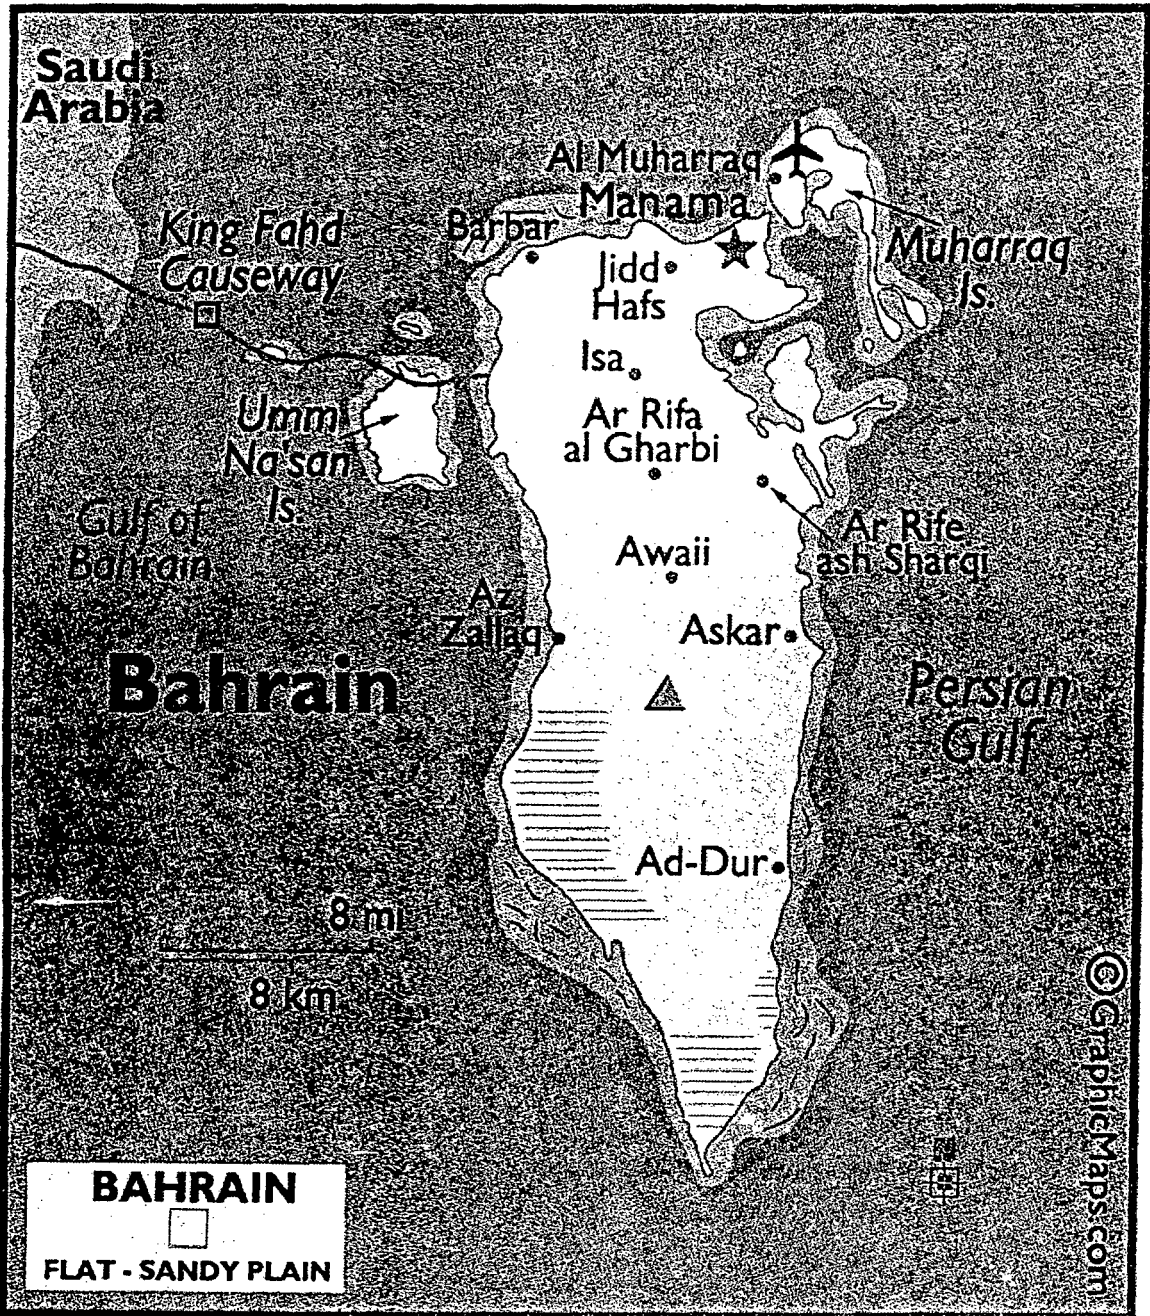 Saudi
Arabia
Al Muharraq
Manama
Barbar
King Fahd
Causeway
Jidd
Hafs
Muharraq
Is.
Isa
Umm
Na'san
Is.
Ar Rifa
al Gharbi
Gulf of
Bahrain
Ar Rife
ash Sharqi
Awaii
Az
Zallaq
Askar
Bahrain
Persian
Gulf
Ad-Dur
8 mi
8 km
©GraphicMaps.com
BAHRAIN
FLAT - SANDY PLAIN